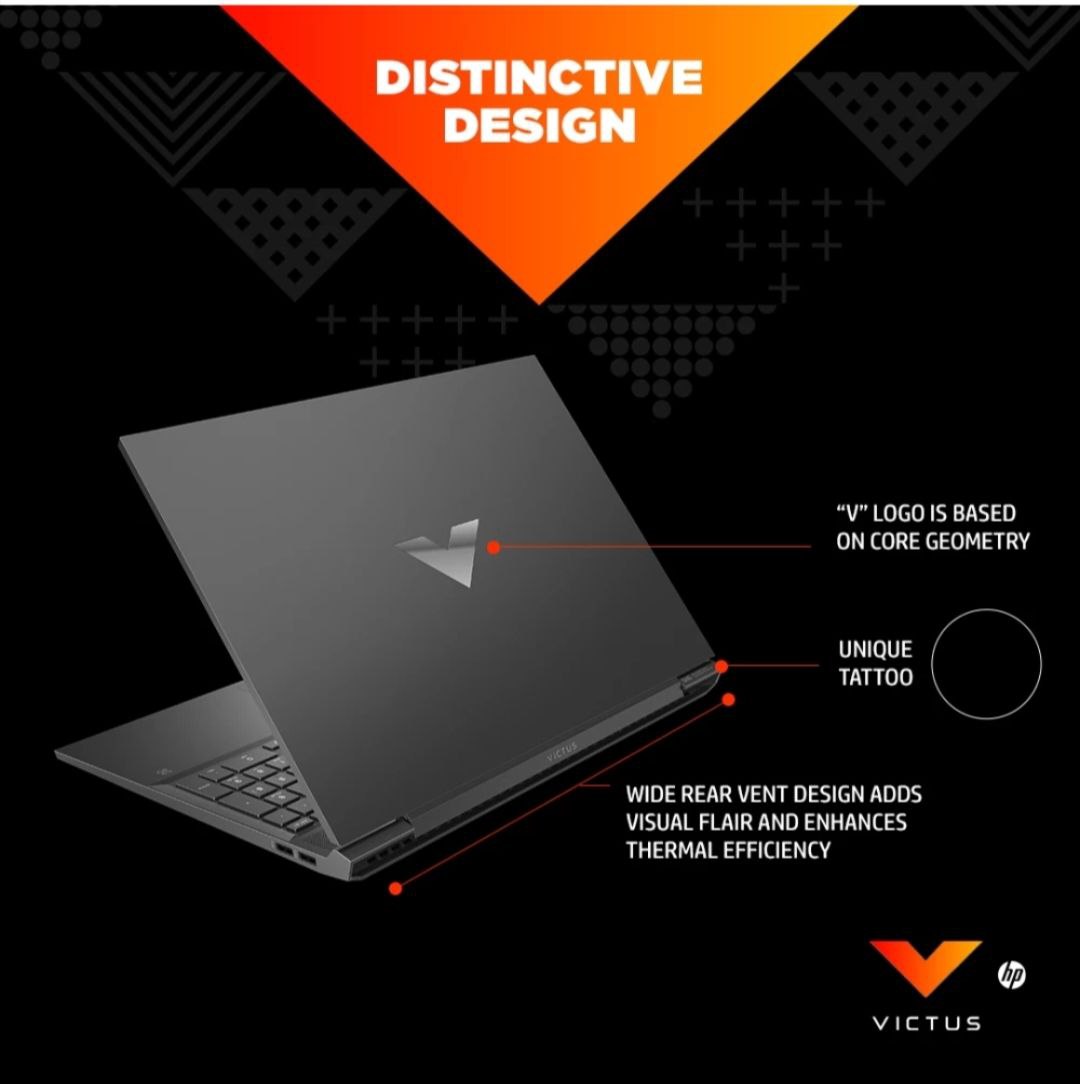 DISTINCTIVE
DESIGN
“V” LOGO IS BASED
ON CORE GEOMETRY
UNIQUE
TATTOO
VICTUS
WIDE REAR VENT DESIGN ADDS
VISUAL FLAIR AND ENHANCES
THERMAL EFFICIENCY
hp
VICTUS